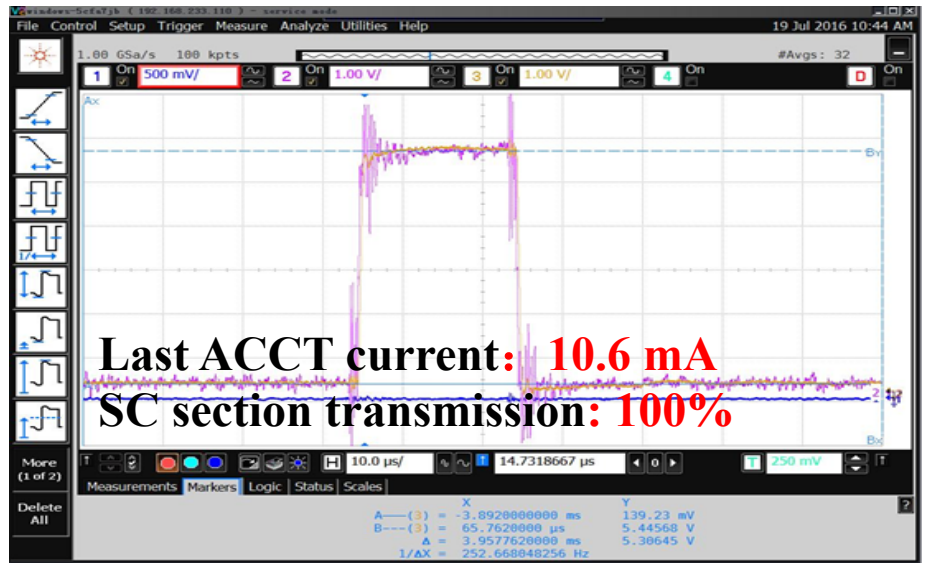 windows-5cfa7jb ( 192.168.233.110 ) - service mode
File Control Setup Trigger Measure Analyze Utilities Help 19 Jul 2016 10:44 AM
1.00 GSa/s 100 kpts #Avgs: 32
1 On 500 mV/ 2 On 1.00 V/ 3 On 1.00 V/ 4 On D On
Ax
By
Last ACCT current：10.6 mA
SC section transmission: 100%
2
Bx
More
(1 of 2)
Delete
All
H 10.0 µs/ 14.7318667 µs 0 T 250 mV
Measurements Markers Logic Status Scales
X Y
A——(3) = -3.8920000000 ms 139.23 mV
B---(3) = 65.7620000 µs 5.44568 V
Δ = 3.9577620000 ms 5.30645 V
1/ΔX = 252.668048256 Hz
?